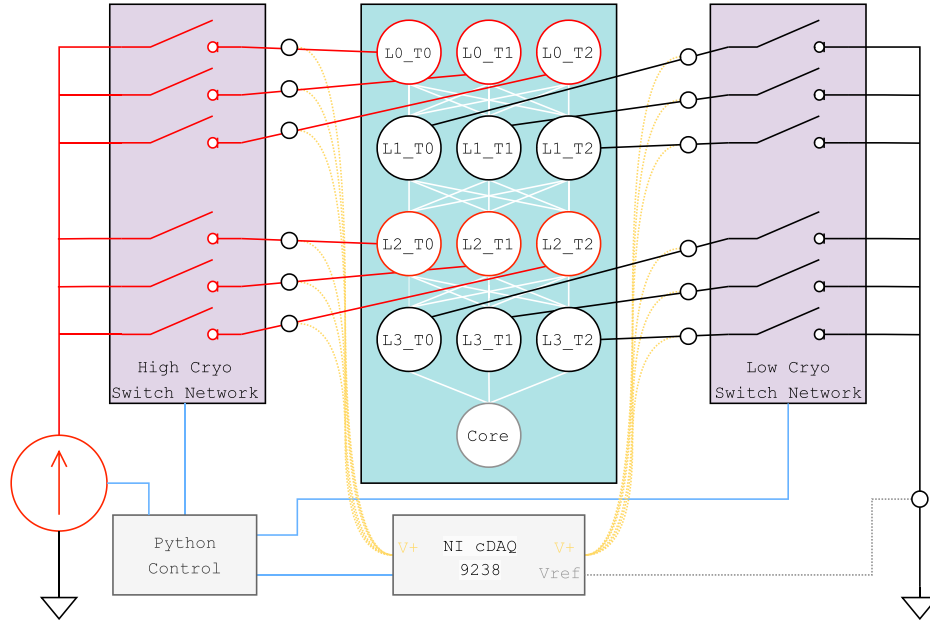 L0_T0 L0_T1 L0_T2
L1_T0 L1_T1 L1_T2
L2_T0 L2_T1 L2_T2
L3_T0 L3_T1 L3_T2
High Cryo
Switch Network
Low Cryo
Switch Network
Core
Python
Control
V+ NI cDAQ V+
9238
Vref